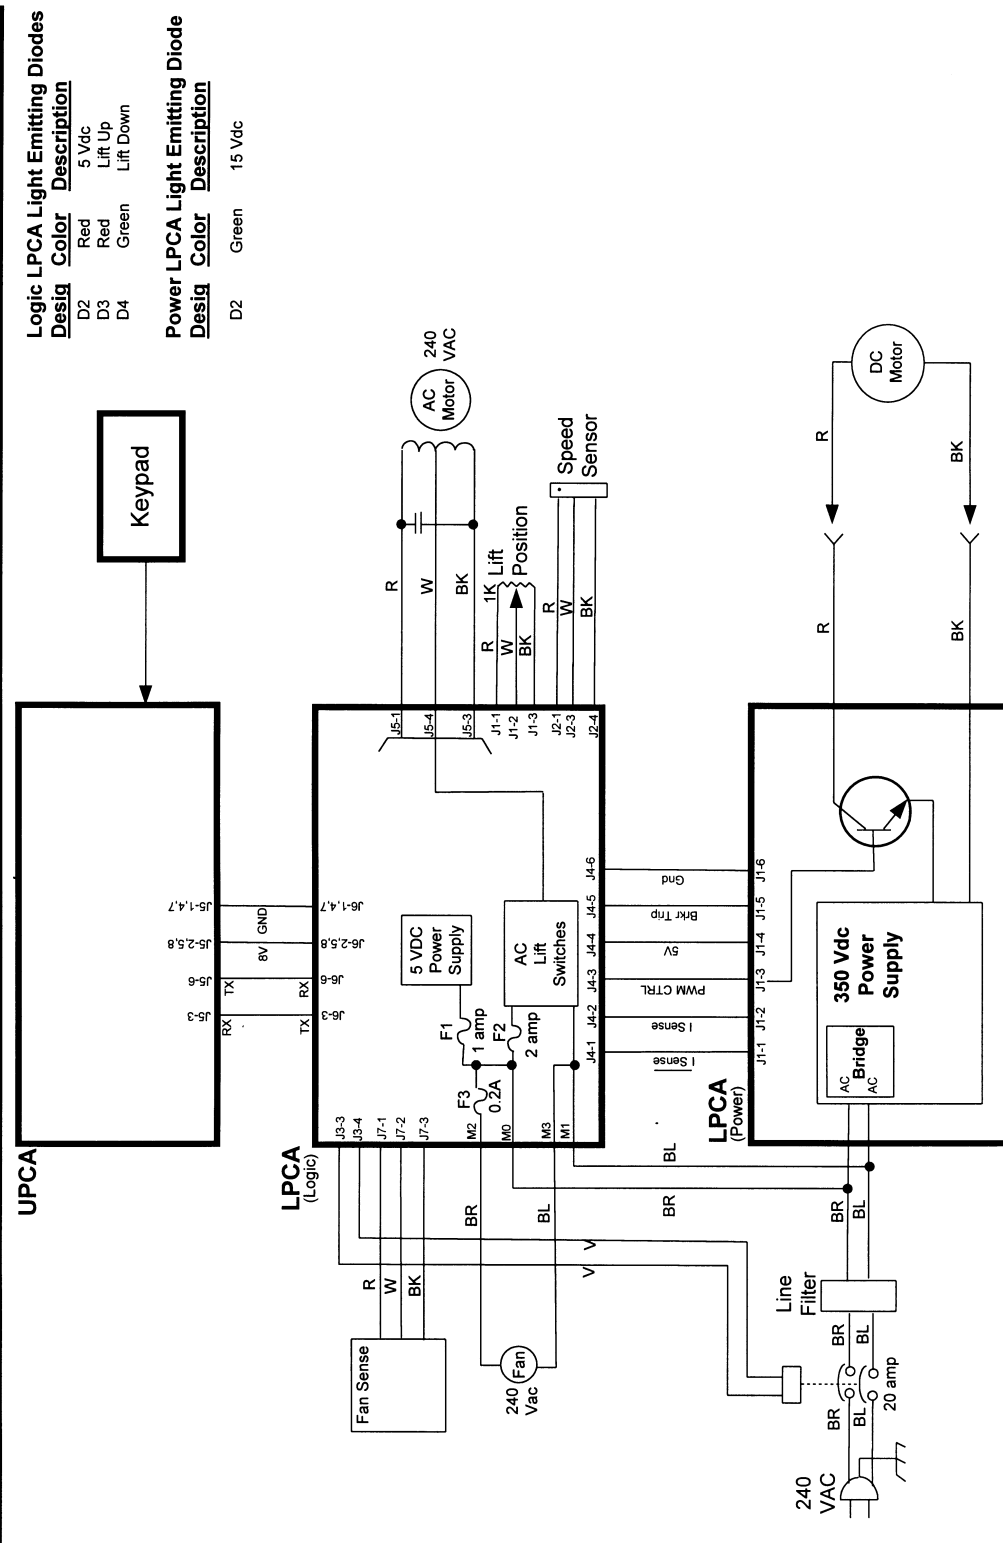 Logic LPCA Light Emitting Diodes
Desig Color Description
D2 Red 5 Vdc
D3 Red Lift Up
D4 Green Lift Down
Power LPCA Light Emitting Diode
Desig Color Description
D2 Green 15 Vdc
Keypad
UPCA
J5-3
J5-6
J5-2,5,8
J5-1,4,7
RX
TX
8V
GND
TX
RX
J6-3
J6-6
J6-2,5,8
J6-1,4,7
LPCA
(Logic)
J3-3
J3-4
J7-1
J7-2
J7-3
M2
M0
M3
M1
F3
0.2A
F1
1 amp
F2
2 amp
5 VDC
Power
Supply
AC
Lift
Switches
J5-1
J5-4
J5-3
J1-1
J1-2
J1-3
J2-1
J2-3
J2-4
R
W
BK
AC
Motor
240
VAC
R
W
BK
1K
Lift
Position
R
W
BK
Speed
Sensor
J4-1
J4-2
J4-3
J4-4
J4-5
J4-6
I Sense
I Sense
PWM CTRL
5V
Brkr Trip
Gnd
J1-1
J1-2
J1-3
J1-4
J1-5
J1-6
LPCA
(Power)
350 Vdc
Power
Supply
Bridge
AC
AC
R
R
BK
BK
DC
Motor
Fan Sense
R
W
BK
240
Vac
Fan
BR
BL
V
V
BL
BR
BR
BL
Line
Filter
BR
BL
20 amp
BR
BL
240
VAC